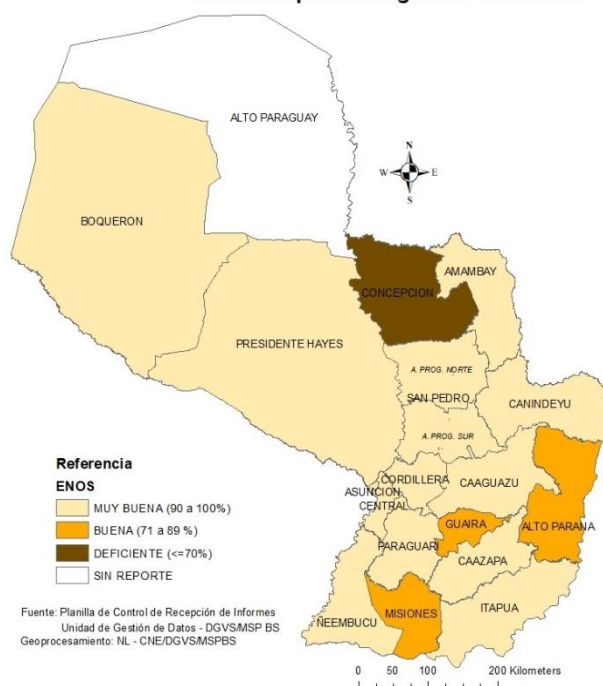 ALTO PARAGUAY
N
W E
S
BOQUERON
AMAMBAY
CONCEPCION
PRESIDENTE HAYES
A. PROG. NORTE
SAN PEDRO
CANINDEYU
A. PROG. SUR
Referencia
ENOS
MUY BUENA (90 a 100%)
BUENA (71 a 89 %)
DEFICIENTE (<=70%)
SIN REPORTE
CORDILLERA
ASUNCION
CENTRAL
CAAGUAZU
GUAIRA
ALTO PARANA
PARAGUARI
CAAZAPA
ÑEEMBUCU
MISIONES
ITAPUA
Fuente: Planilla de Control de Recepción de Informes
Unidad de Gestión de Datos - DGVS/MSP BS
Geoprocesamiento: NL - CNE/DGVS/MSPBS
0 50 100 200 Kilometers